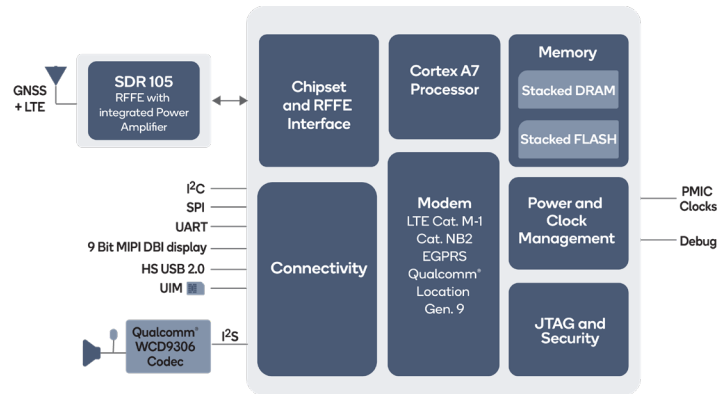 GNSS
+ LTE
SDR 105
RFFE with
integrated Power
Amplifier
Chipset
and RFFE
Interface
Cortex A7
Processor
Memory
Stacked DRAM
Stacked FLASH
I²C
SPI
UART
9 Bit MIPI DBI display
HS USB 2.0
UIM
Qualcomm®
WCD9306
Codec
I²S
Connectivity
Modem
LTE Cat. M-1
Cat. NB2
EGPRS
Qualcomm®
Location
Gen. 9
Power and
Clock
Management
PMIC
Clocks
Debug
JTAG and
Security